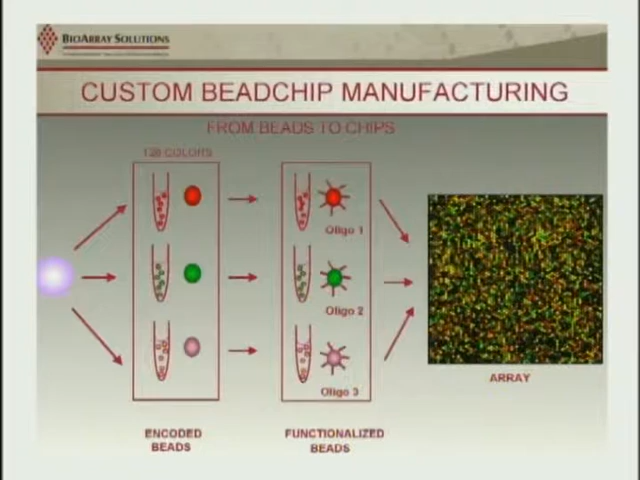 BIOARRAY SOLUTIONS
CUSTOM BEADCHIP MANUFACTURING
FROM BEADS TO CHIPS
128 COLORS
Oligo 1
Oligo 2
Oligo 3
ARRAY
ENCODED
BEADS
FUNCTIONALIZED
BEADS